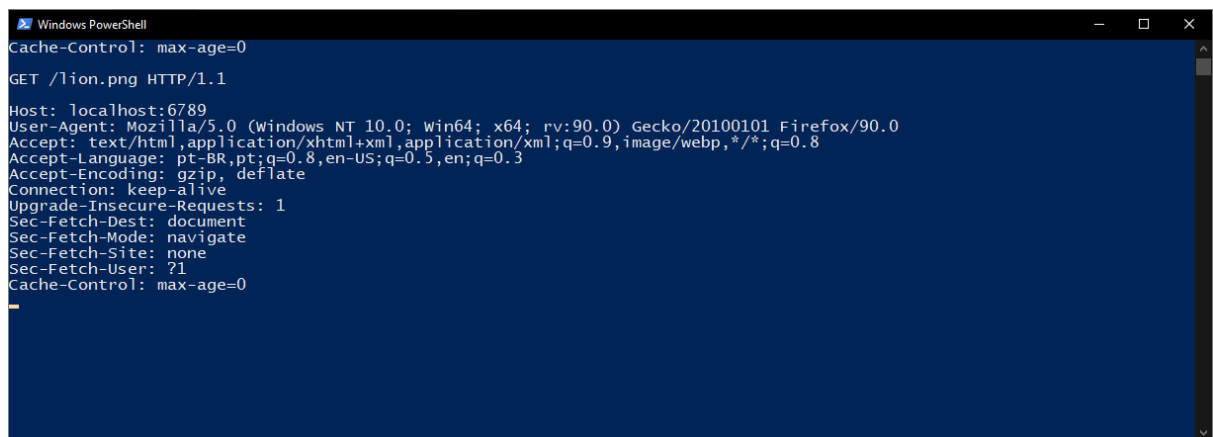 Windows PowerShell
Cache-Control: max-age=0
GET /lion.png HTTP/1.1
Host: localhost:6789
User-Agent: Mozilla/5.0 (Windows NT 10.0; Win64; x64; rv:90.0) Gecko/20100101 Firefox/90.0
Accept: text/html,application/xhtml+xml,application/xml;q=0.9,image/webp,*/*;q=0.8
Accept-Language: pt-BR,pt;q=0.8,en-US;q=0.5,en;q=0.3
Accept-Encoding: gzip, deflate
Connection: keep-alive
Upgrade-Insecure-Requests: 1
Sec-Fetch-Dest: document
Sec-Fetch-Mode: navigate
Sec-Fetch-Site: none
Sec-Fetch-User: ?1
Cache-Control: max-age=0